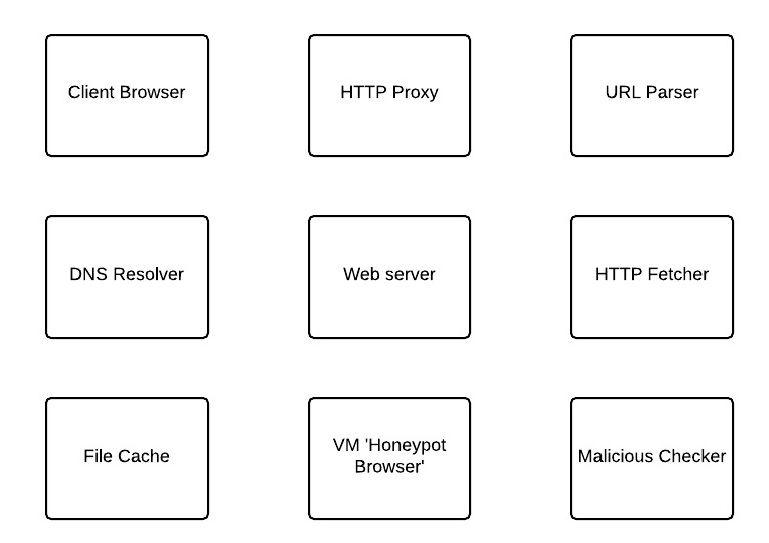 Client Browser
HTTP Proxy
URL Parser
DNS Resolver
Web server
HTTP Fetcher
File Cache
VM 'Honeypot
Browser'
Malicious Checker